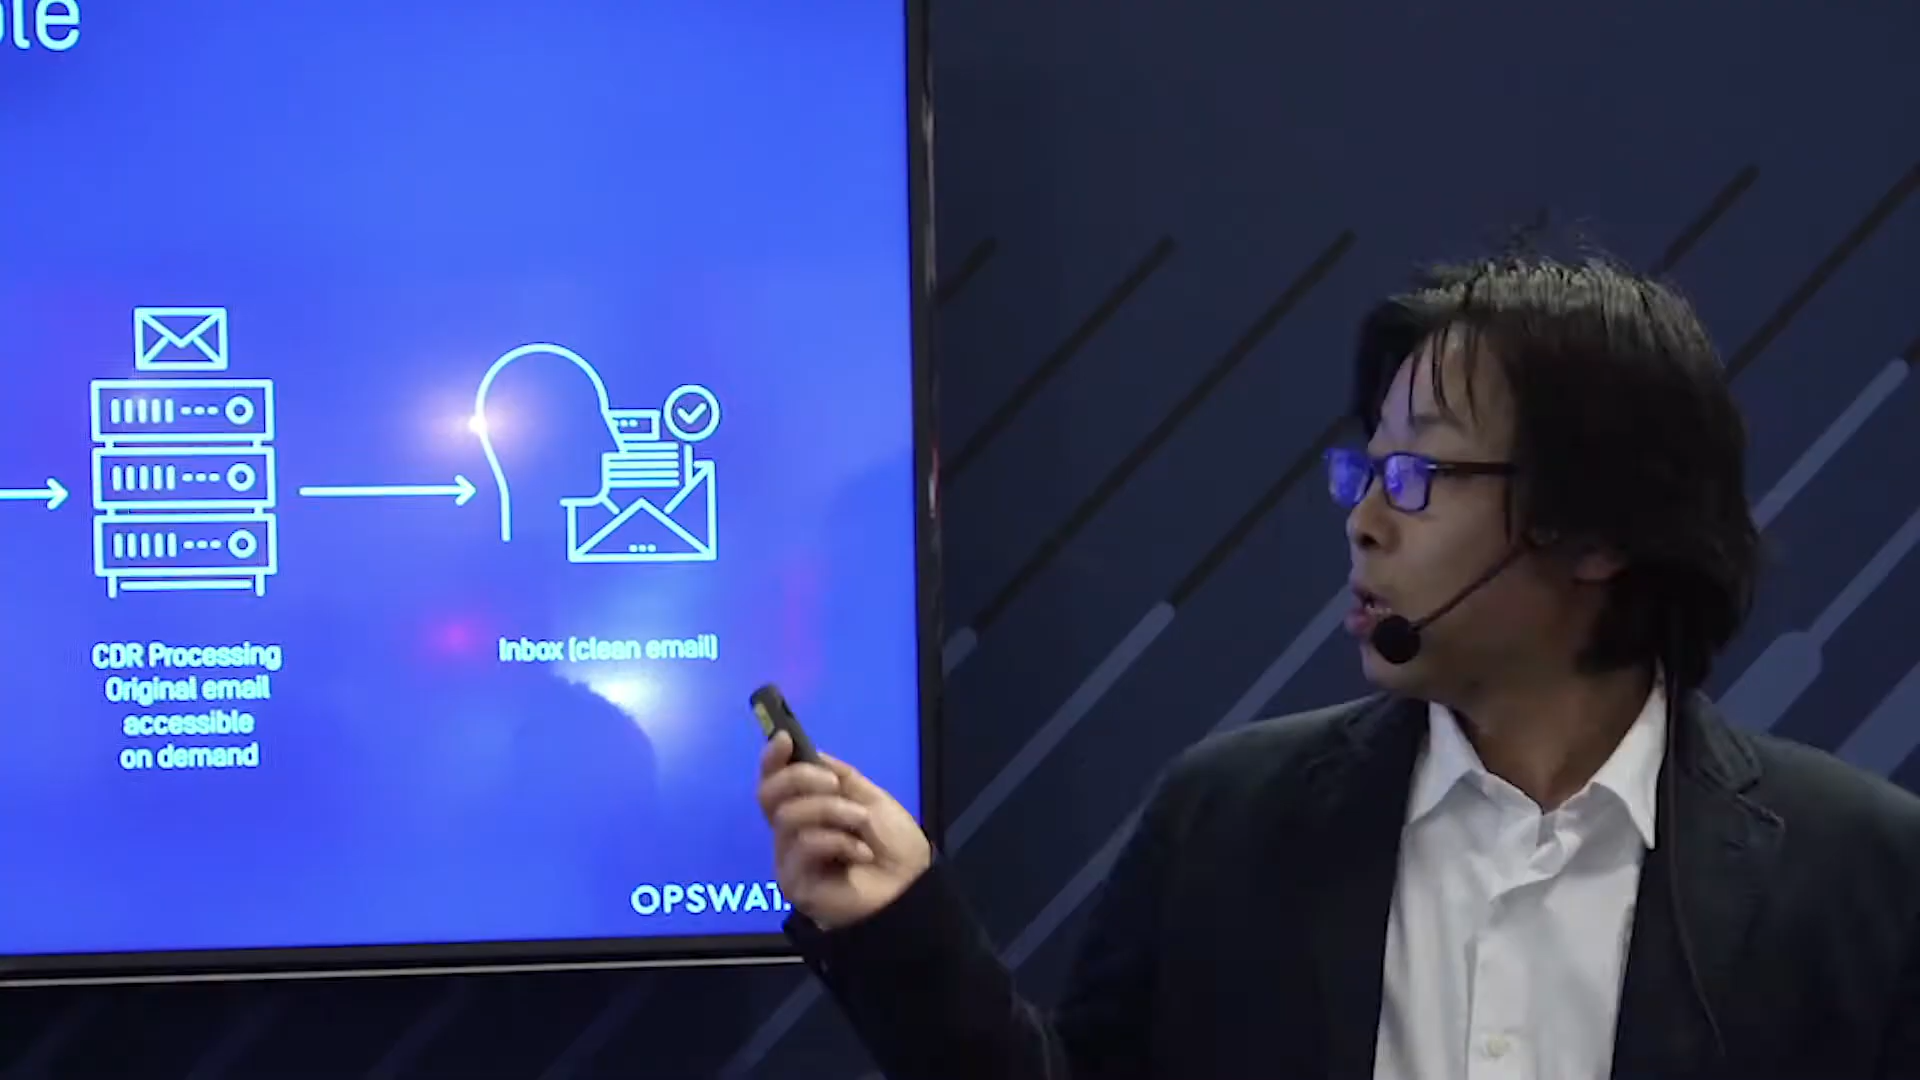 CDR Processing
Original email
accessible
on demand
Inbox (clean email)
OPSWAT.